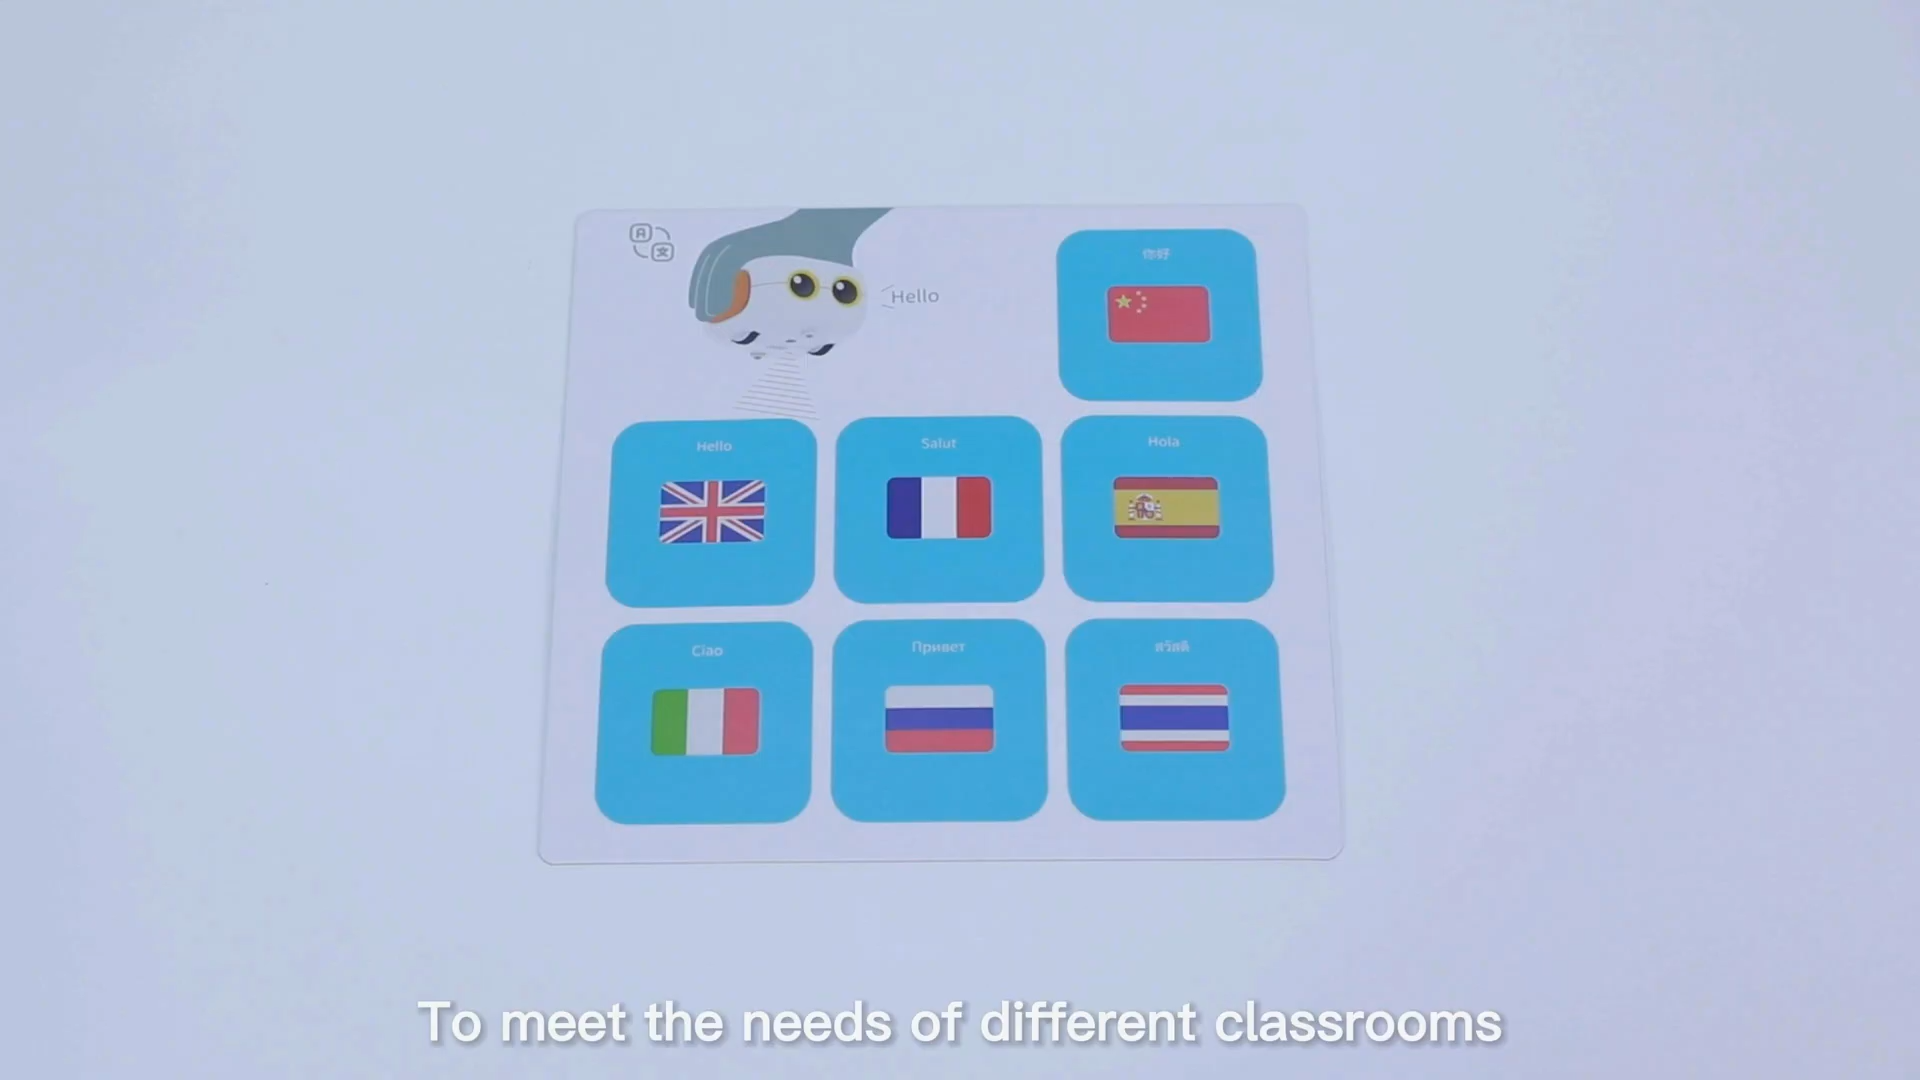 A
文
Hello
你好
Hello
Salut
Hola
Ciao
Привет
สวัสดี
To meet the needs of different classrooms